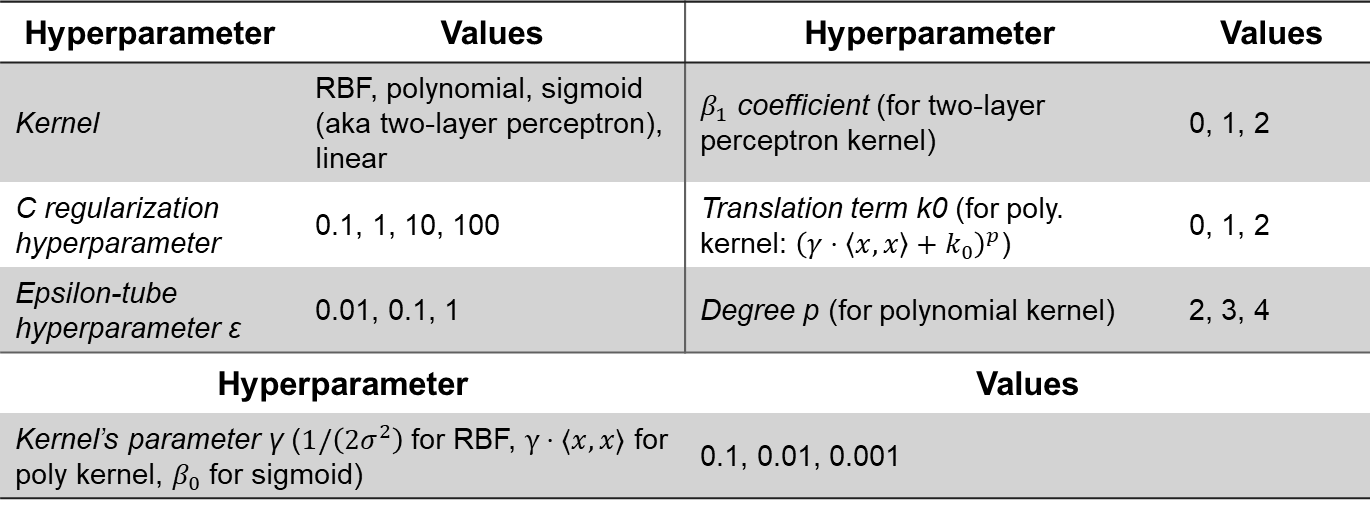 Hyperparameter Values Hyperparameter Values
Kernel
RBF, polynomial, sigmoid
(aka two-layer perceptron),
linear
β₁ coefficient (for two-layer
perceptron kernel)
0, 1, 2
C regularization
hyperparameter
0.1, 1, 10, 100
Translation term k0 (for poly.
kernel: (γ · ⟨x, x⟩ + k₀)ᵖ)
0, 1, 2
Epsilon-tube
hyperparameter ε
0.01, 0.1, 1
Degree p (for polynomial kernel)
2, 3, 4
Hyperparameter Values
Kernel’s parameter γ (1/(2σ²) for RBF, γ · ⟨x, x⟩ for
poly kernel, β₀ for sigmoid)
0.1, 0.01, 0.001